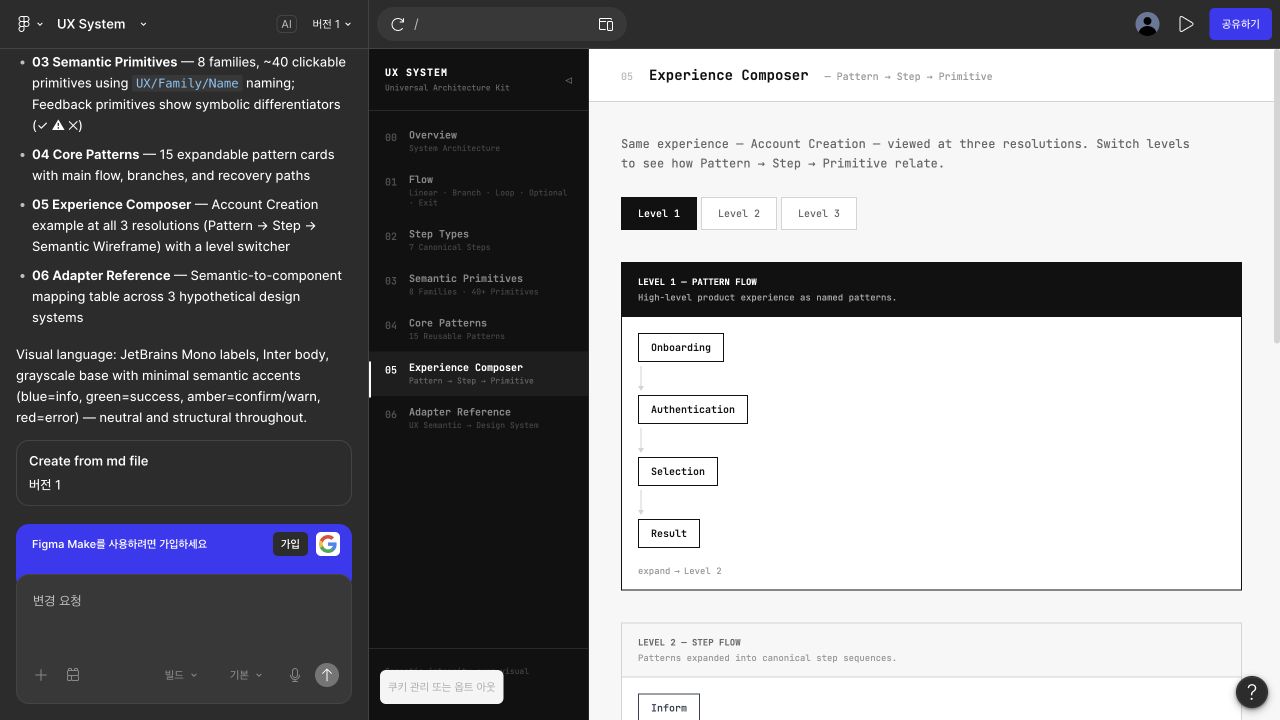 UX System
AI
버전 1
/
공유하기
03 Semantic Primitives — 8 families, ~40 clickable
primitives using UX/Family/Name naming;
Feedback primitives show symbolic differentiators
(✓ ⚠ ✕)
04 Core Patterns — 15 expandable pattern cards
with main flow, branches, and recovery paths
05 Experience Composer — Account Creation
example at all 3 resolutions (Pattern → Step →
Semantic Wireframe) with a level switcher
06 Adapter Reference — Semantic-to-component
mapping table across 3 hypothetical design
systems
Visual language: JetBrains Mono labels, Inter body,
grayscale base with minimal semantic accents
(blue=info, green=success, amber=confirm/warn,
red=error) — neutral and structural throughout.
Create from md file
버전 1
Figma Make를 사용하려면 가입하세요
가입
변경 요청
빌드
기본
UX SYSTEM
Universal Architecture Kit
00 Overview
System Architecture
01 Flow
Linear · Branch · Loop · Optional
· Exit
02 Step Types
7 Canonical Steps
03 Semantic Primitives
8 Families · 40+ Primitives
04 Core Patterns
15 Reusable Patterns
05 Experience Composer
Pattern → Step → Primitive
06 Adapter Reference
UX Semantic → Design System
쿠키 관리 또는 옵트 아웃
05 Experience Composer — Pattern → Step → Primitive
Same experience — Account Creation — viewed at three resolutions. Switch levels
to see how Pattern → Step → Primitive relate.
Level 1
Level 2
Level 3
LEVEL 1 — PATTERN FLOW
High-level product experience as named patterns.
Onboarding
Authentication
Selection
Result
expand → Level 2
LEVEL 2 — STEP FLOW
Patterns expanded into canonical step sequences.
Inform
?